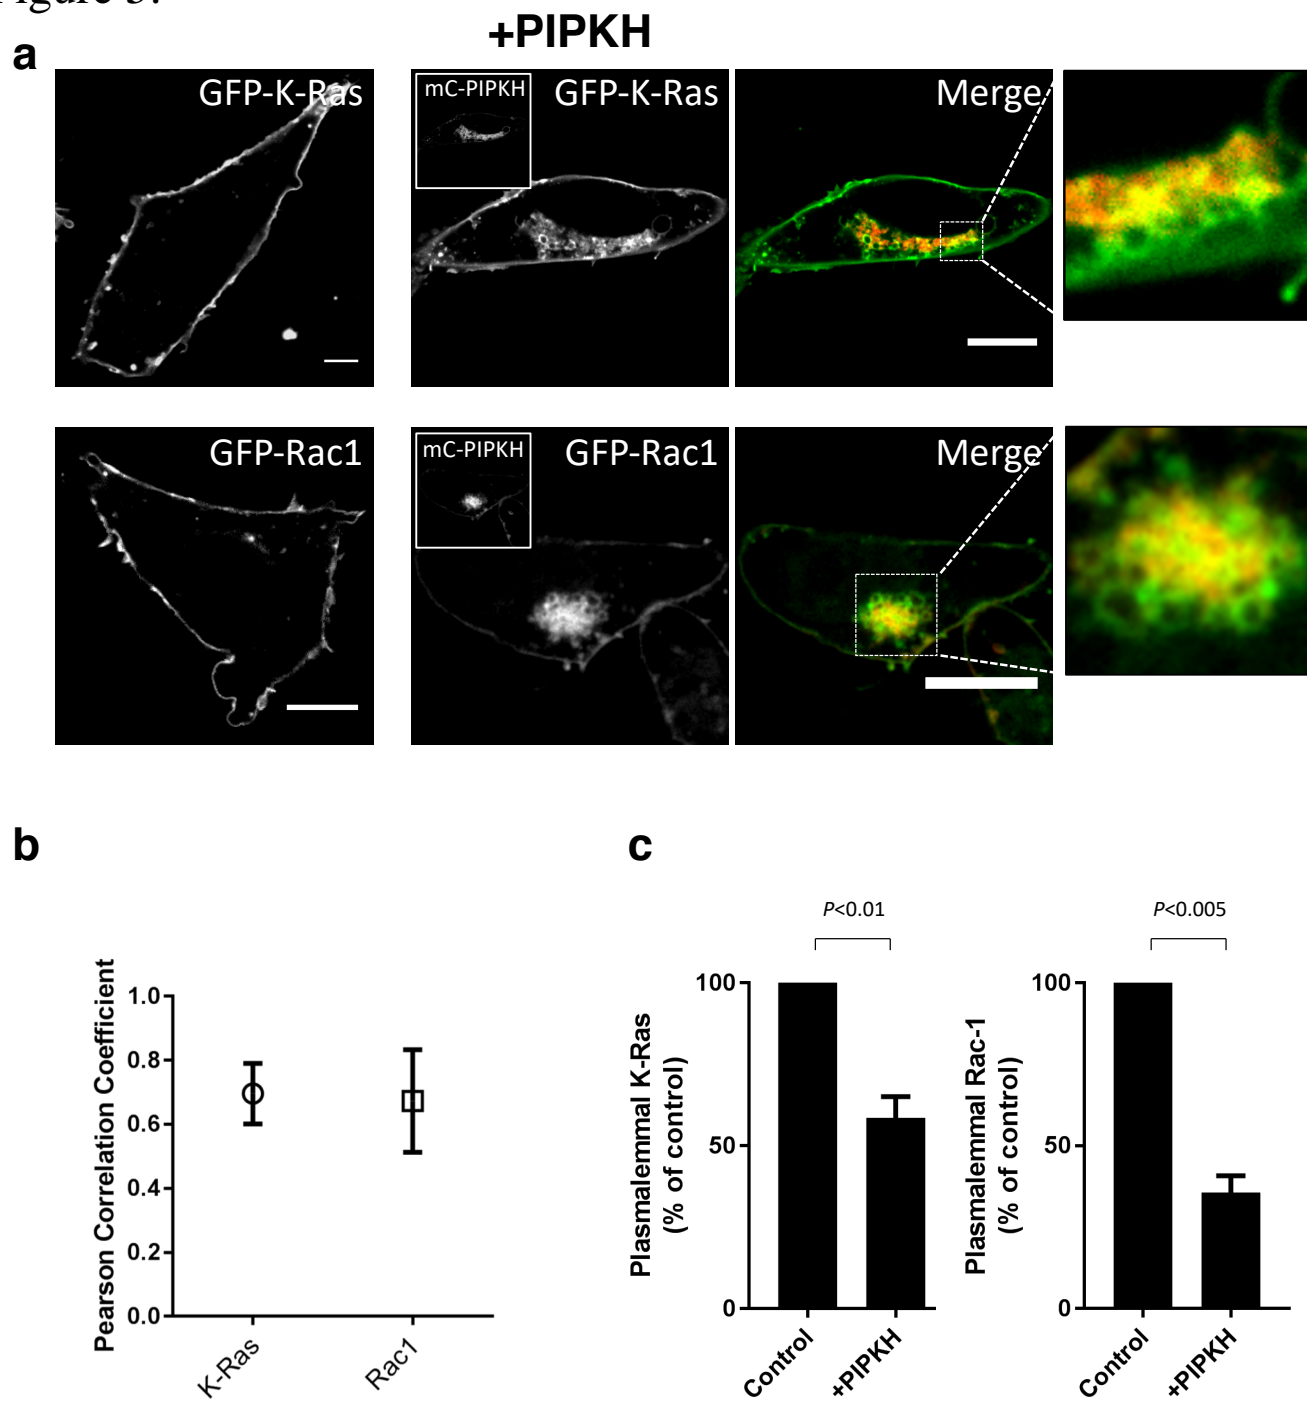 Figure 3.
+PIPKH
a
GFP-K-Ras
mC-PIPKH
GFP-K-Ras
Merge
GFP-Rac1
mC-PIPKH
GFP-Rac1
Merge
b
Pearson Correlation Coefficient
1.0
0.8
0.6
0.4
0.2
0.0
K-Ras
Rac1
c
P<0.01
Plasmalemmal K-Ras
(% of control)
100
50
0
Control
+PIPKH
P<0.005
Plasmalemmal Rac-1
(% of control)
100
50
0
Control
+PIPKH